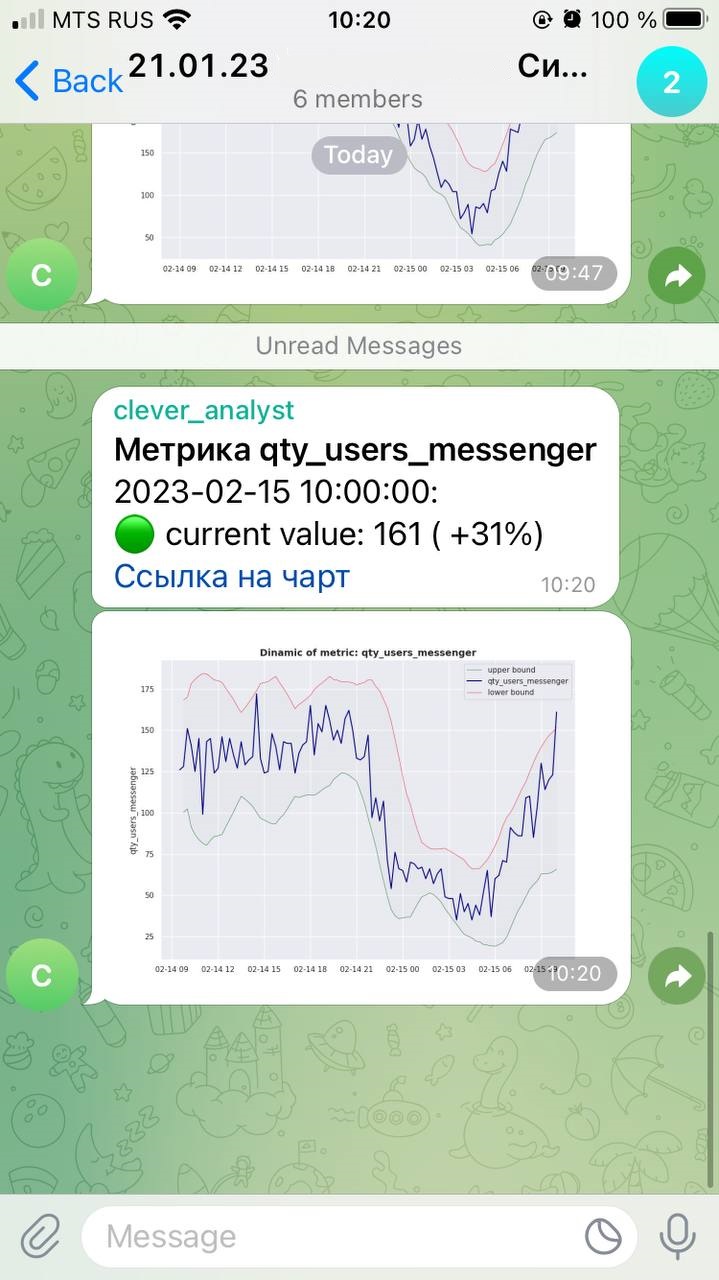 MTS RUS 10:20 100 %
Back 21.01.23 Си... 2
6 members
150
Today
100
50
02-14 09 02-14 12 02-14 15 02-14 18 02-14 21 02-15 00 02-15 03 02-15 06
09:47
C
Unread Messages
clever_analyst
Метрика qty_users_messenger
2023-02-15 10:00:00:
current value: 161 ( +31%)
Ссылка на чарт 10:20
Dinamic of metric: qty_users_messenger
upper bound
qty_users_messenger
lower bound
175
150
125
100
75
50
25
qty_users_messenger
02-14 09 02-14 12 02-14 15 02-14 18 02-14 21 02-15 00 02-15 03 02-15 06
10:20
C
Message